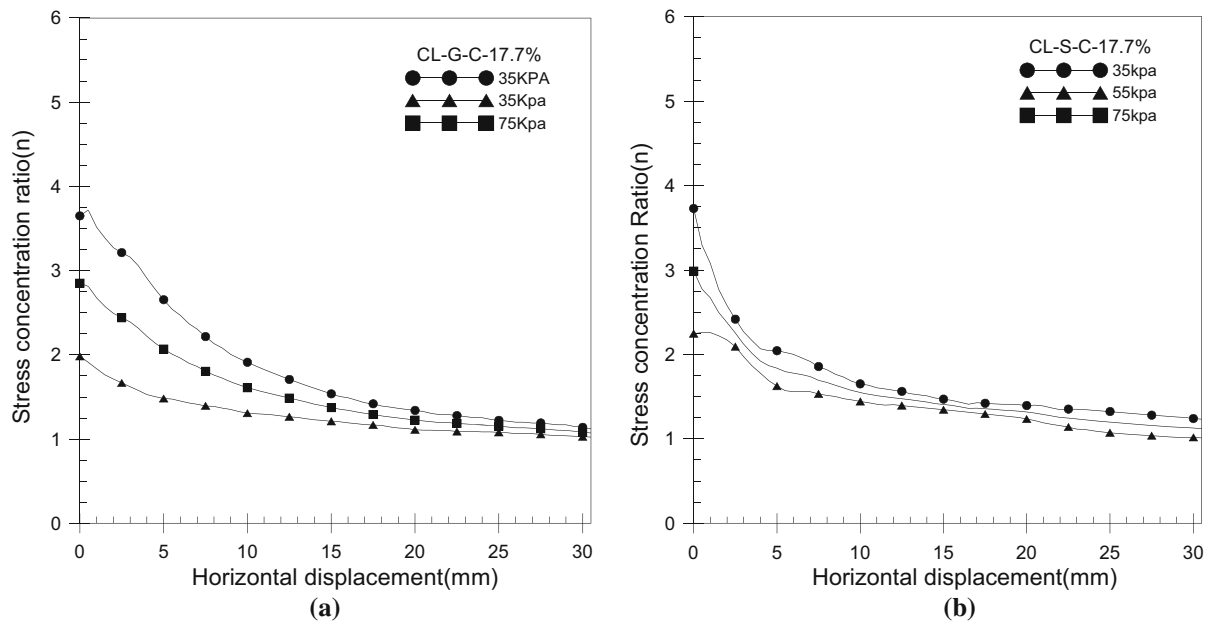 6
5
4
3
2
1
0
Stress concentration ratio(n)
CL-G-C-17.7%
35KPA
35Kpa
75Kpa
0 5 10 15 20 25 30
Horizontal displacement(mm)
(a)
6
5
4
3
2
1
0
Stress concentration Ratio(n)
CL-S-C-17.7%
35kpa
55kpa
75kpa
0 5 10 15 20 25 30
Horizontal displacement(mm)
(b)